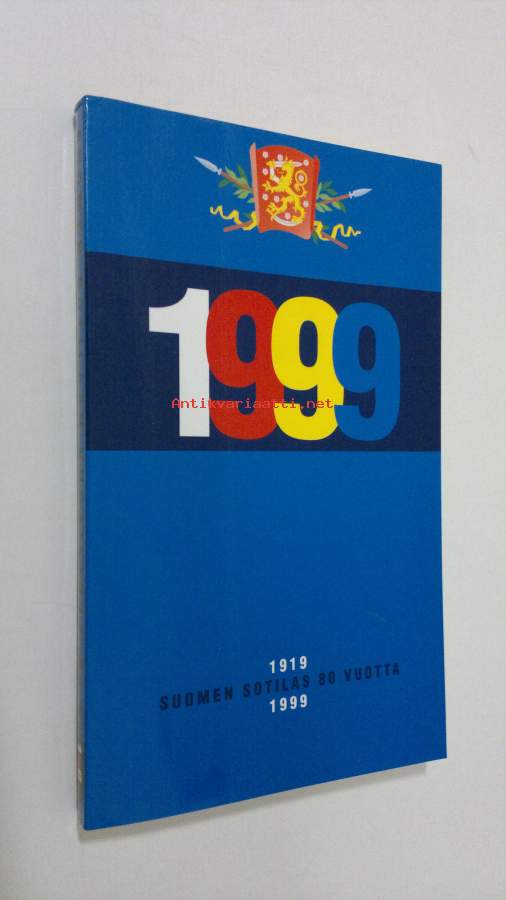 1999
Antikvariaatti.net
1919
SUOMEN SOTILAS 80 VUOTTA
1999